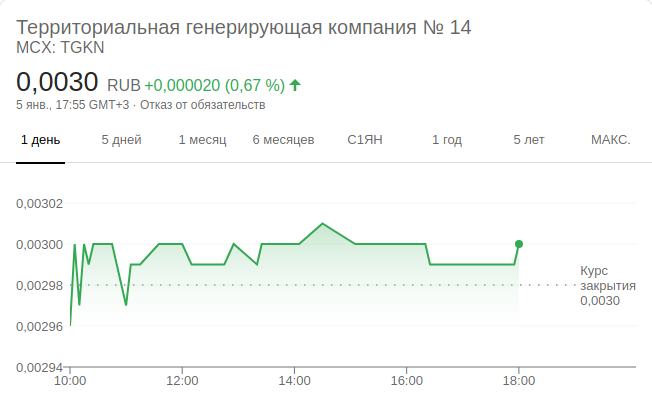 Территориальная генерирующая компания № 14
MCX: TGKN
0,0030 RUB +0,000020 (0,67 %)
5 янв., 17:55 GMT+3 · Отказ от обязательств
1 день 5 дней 1 месяц 6 месяцев С1ЯН 1 год 5 лет МАКС.
0,00302
0,00300
0,00298
0,00296
0,00294
Курс
закрытия
0,0030
10:00 12:00 14:00 16:00 18:00